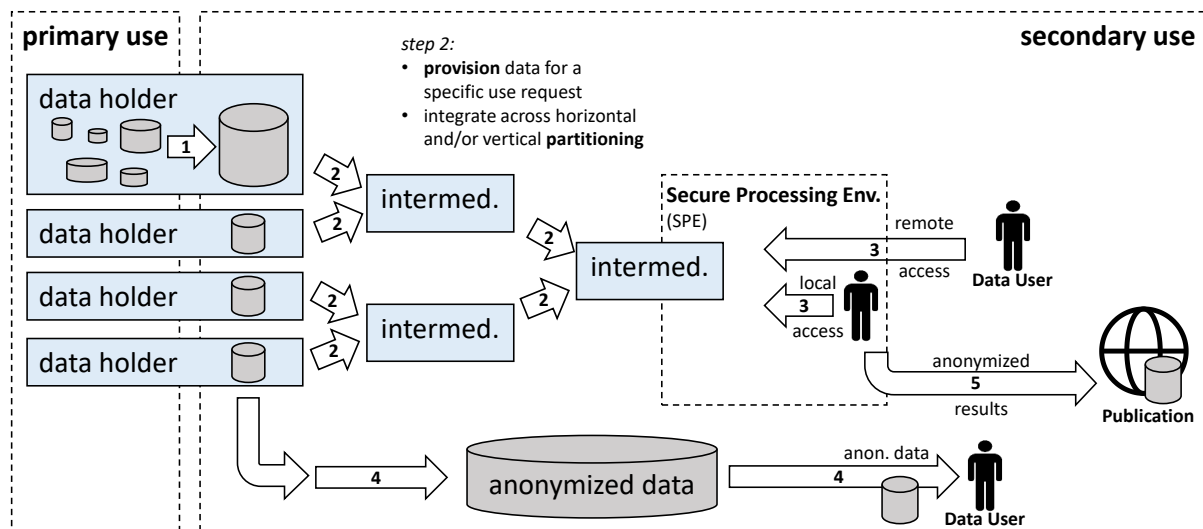 primary use
secondary use
step 2:
• provision data for a
specific use request
• integrate across horizontal
and/or vertical partitioning
data holder
1
data holder
data holder
data holder
2
2
2
2
intermed.
intermed.
2
2
intermed.
Secure Processing Env.
(SPE)
remote
3
access
Data User
local
3
access
anonymized
5
results
Publication
4
anonymized data
anon. data
4
Data User